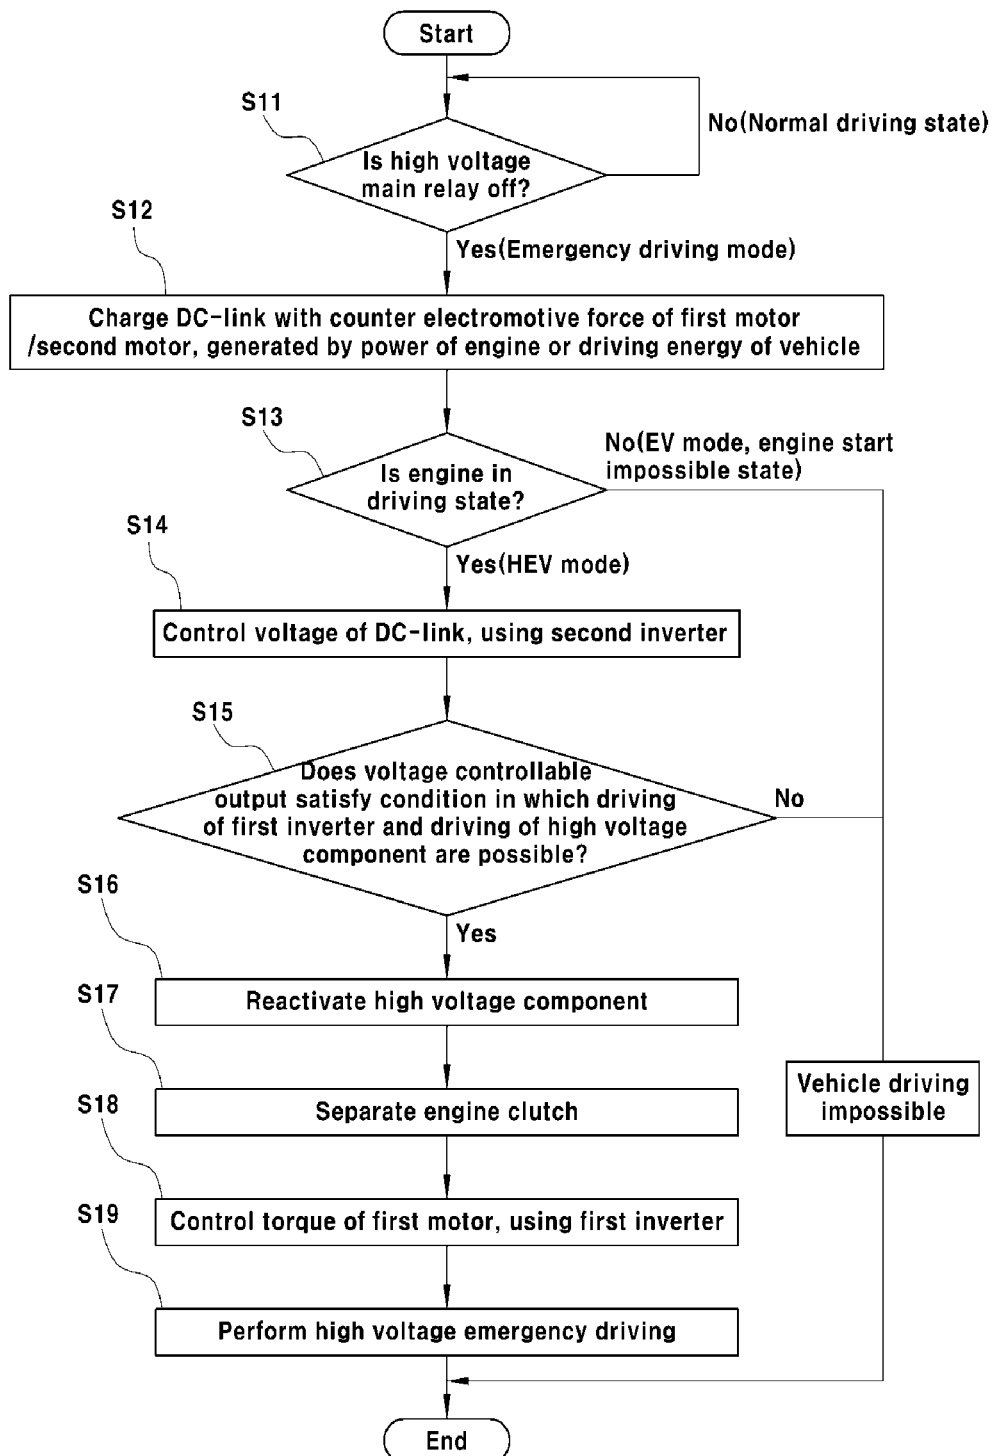 Start
S11
No(Normal driving state)
Is high voltage
main relay off?
S12
Yes(Emergency driving mode)
Charge DC-link with counter electromotive force of first motor
/second motor, generated by power of engine or driving energy of vehicle
S13
No(EV mode, engine start
impossible state)
Is engine in
driving state?
S14
Yes(HEV mode)
Control voltage of DC-link, using second inverter
S15
Does voltage controllable
output satisfy condition in which driving
of first inverter and driving of high voltage
component are possible?
No
S16
Yes
Reactivate high voltage component
S17
Separate engine clutch
Vehicle driving
impossible
S18
Control torque of first motor, using first inverter
S19
Perform high voltage emergency driving
End